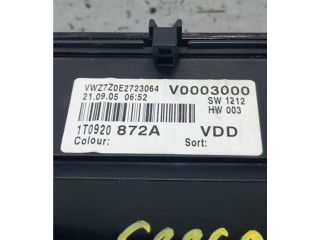 VWZ7Z0E2723064 V0003000
21.09.05 06:52 SW 1212
HW 003
1T0920 872A VDD
Colour: Sort: